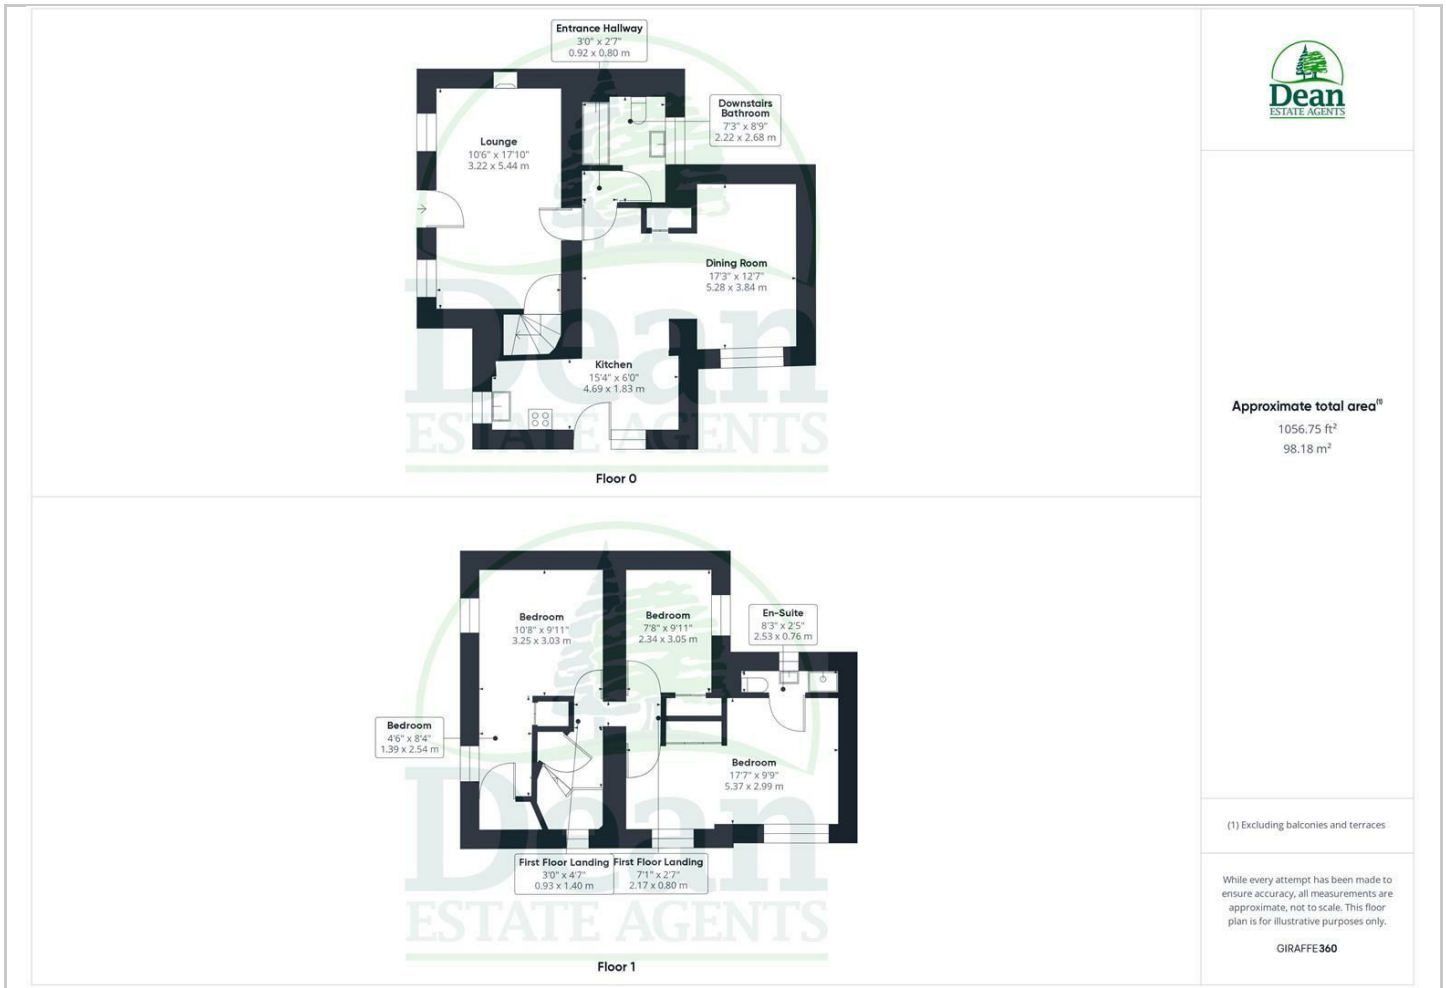 Entrance Hallway
3'0" x 2'7"
0.92 x 0.80 m
Downstairs
Bathroom
7'3" x 8'9"
2.22 x 2.68 m
Lounge
10'6" x 17'10"
3.22 x 5.44 m
Dining Room
17'3" x 12'7"
5.28 x 3.84 m
Kitchen
15'4" x 6'0"
4.69 x 1.83 m
Dean
ESTATE AGENTS
Floor 0
Bedroom
10'8" x 9'11"
3.25 x 3.03 m
Bedroom
7'8" x 9'11"
2.34 x 3.05 m
En-Suite
8'3" x 2'5"
2.53 x 0.76 m
Bedroom
4'6" x 8'4"
1.39 x 2.54 m
Bedroom
17'7" x 9'9"
5.37 x 2.99 m
First Floor Landing
3'0" x 4'7"
0.93 x 1.40 m
First Floor Landing
7'1" x 2'7"
2.17 x 0.80 m
Dean
ESTATE AGENTS
Floor 1
Dean
ESTATE AGENTS
Approximate total area(1)
1056.75 ft²
98.18 m²
(1) Excluding balconies and terraces
While every attempt has been made to
ensure accuracy, all measurements are
approximate, not to scale. This floor
plan is for illustrative purposes only.
GIRAFFE360